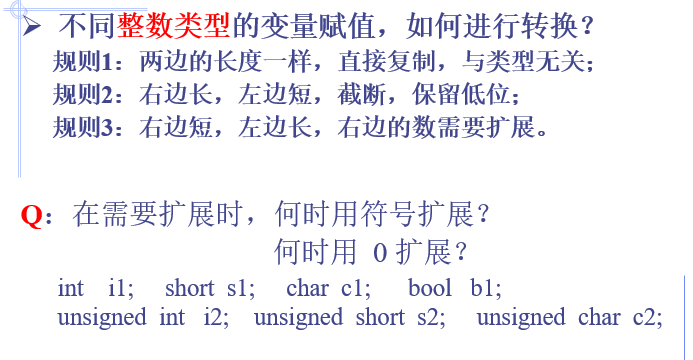 ➢ 不同整数类型的变量赋值，如何进行转换？
规则1：两边的长度一样，直接复制，与类型无关；
规则2：右边长，左边短，截断，保留低位；
规则3：右边短，左边长，右边的数需要扩展。
Q：在需要扩展时，何时用符号扩展？
何时用 0 扩展？
int i1; short s1; char c1; bool b1;
unsigned int i2; unsigned short s2; unsigned char c2;